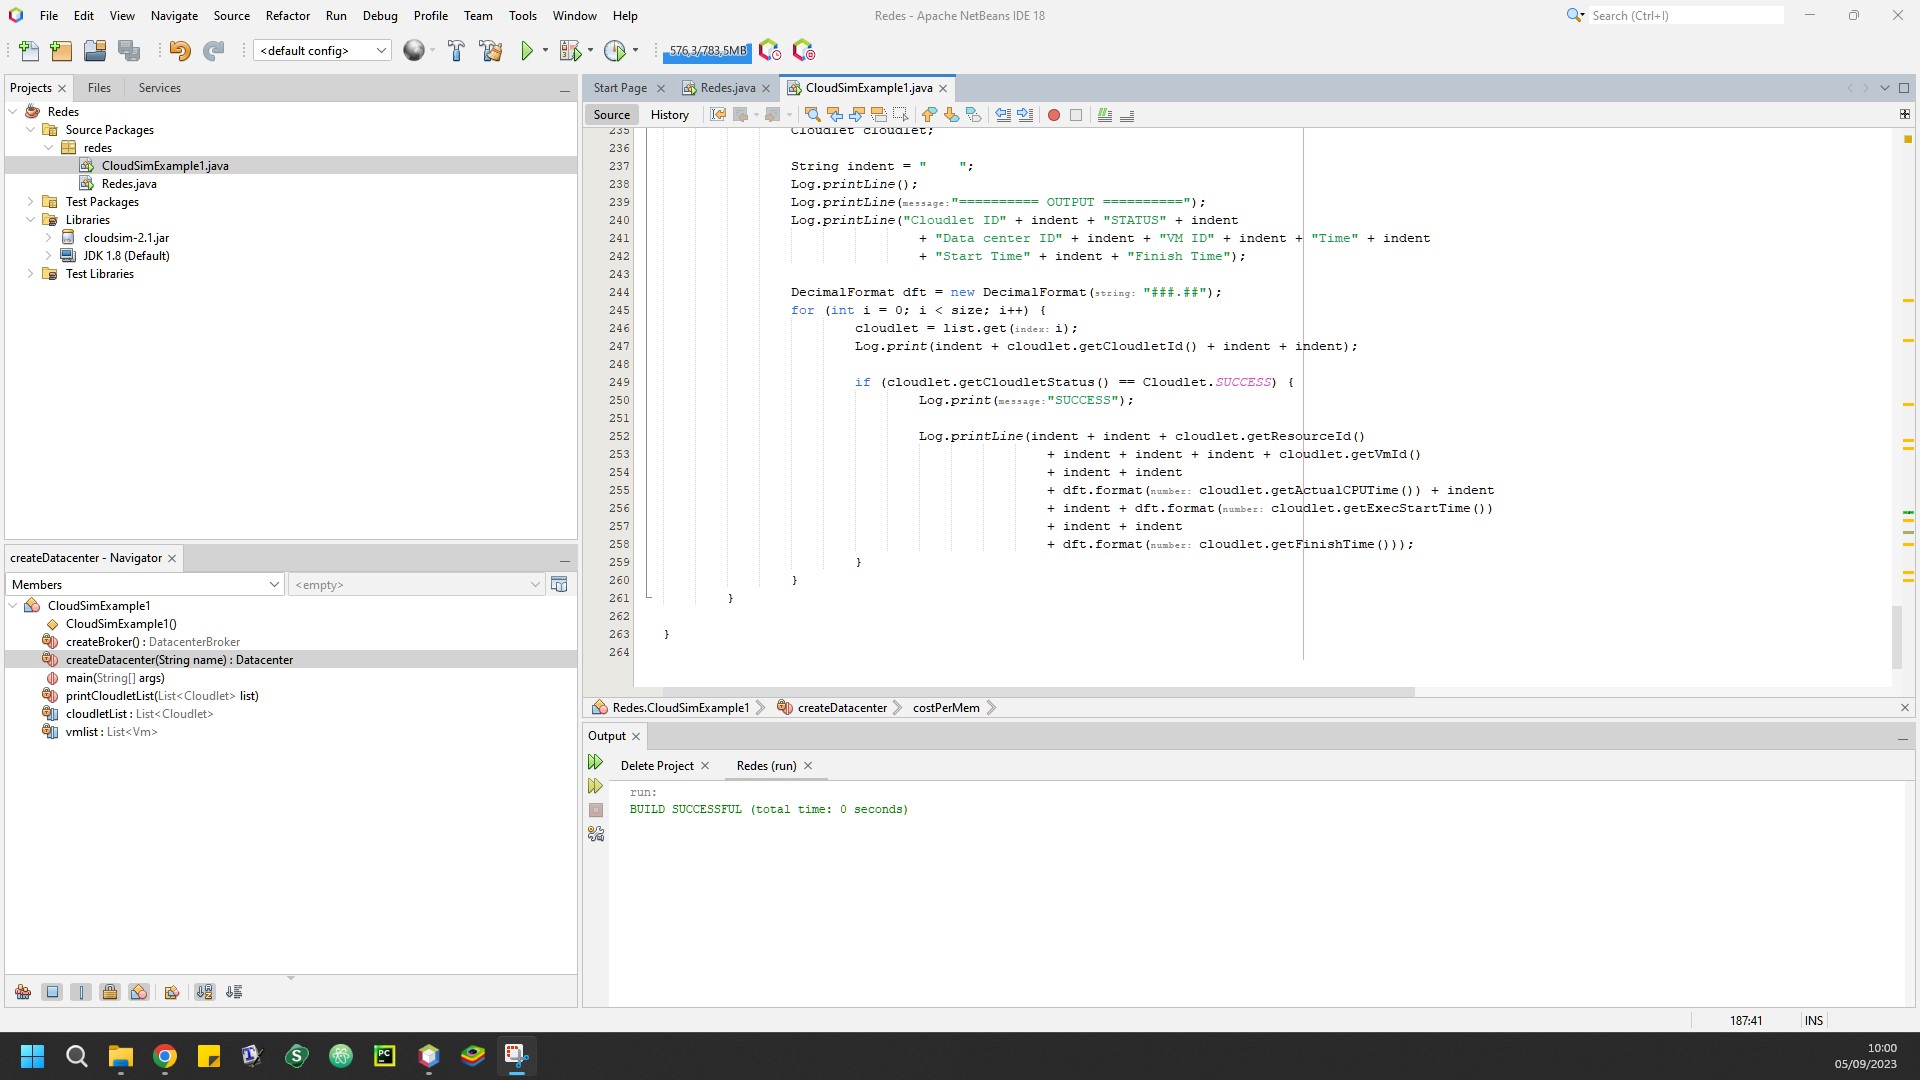 File Edit View Navigate Source Refactor Run Debug Profile Team Tools Window Help
Redes - Apache NetBeans IDE 18
Search (Ctrl+I)
<default config>
576,3/783,5MB
Projects Files Services
Redes
Source Packages
redes
CloudSimExample1.java
Redes.java
Test Packages
Libraries
cloudsim-2.1.jar
JDK 1.8 (Default)
Test Libraries
createDatacenter - Navigator
Members
<empty>
CloudSimExample1
CloudSimExample1()
createBroker() : DatacenterBroker
createDatacenter(String name) : Datacenter
main(String[] args)
printCloudletList(List<Cloudlet> list)
cloudletList : List<Cloudlet>
vmlist : List<Vm>
Start Page Redes.java CloudSimExample1.java
Source History
235 Cloudlet cloudlet;
236
237 String indent = "    ";
238 Log.printLine();
239 Log.printLine(message:"========== OUTPUT ==========");
240 Log.printLine("Cloudlet ID" + indent + "STATUS" + indent
241 + "Data center ID" + indent + "VM ID" + indent + "Time" + indent
242 + "Start Time" + indent + "Finish Time");
243
244 DecimalFormat dft = new DecimalFormat(string: "###.##");
245 for (int i = 0; i < size; i++) {
246 cloudlet = list.get(index: i);
247 Log.print(indent + cloudlet.getCloudletId() + indent + indent);
248
249 if (cloudlet.getCloudletStatus() == Cloudlet.SUCCESS) {
250 Log.print(message:"SUCCESS");
251
252 Log.printLine(indent + indent + cloudlet.getResourceId()
253 + indent + indent + indent + cloudlet.getVmId()
254 + indent + indent
255 + dft.format(number: cloudlet.getActualCPUTime()) + indent
256 + indent + dft.format(number: cloudlet.getExecStartTime())
257 + indent + indent
258 + dft.format(number: cloudlet.getFinishTime()));
259 }
260 }
261 }
262
263 }
264
Redes.CloudSimExample1 createDatacenter costPerMem
Output
Delete Project Redes (run)
run:
BUILD SUCCESSFUL (total time: 0 seconds)
187:41 INS
10:00
05/09/2023